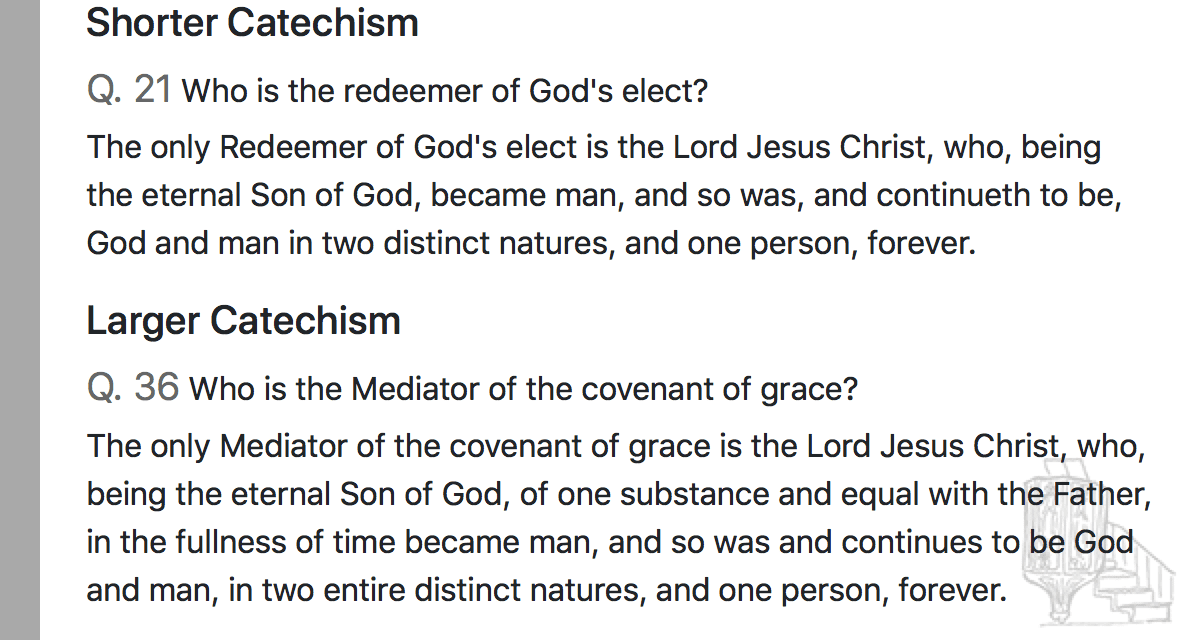 Shorter Catechism
Q. 21 Who is the redeemer of God's elect?
The only Redeemer of God's elect is the Lord Jesus Christ, who, being
the eternal Son of God, became man, and so was, and continueth to be,
God and man in two distinct natures, and one person, forever.
Larger Catechism
Q. 36 Who is the Mediator of the covenant of grace?
The only Mediator of the covenant of grace is the Lord Jesus Christ, who,
being the eternal Son of God, of one substance and equal with the Father,
in the fullness of time became man, and so was and continues to be God
and man, in two entire distinct natures, and one person, forever.